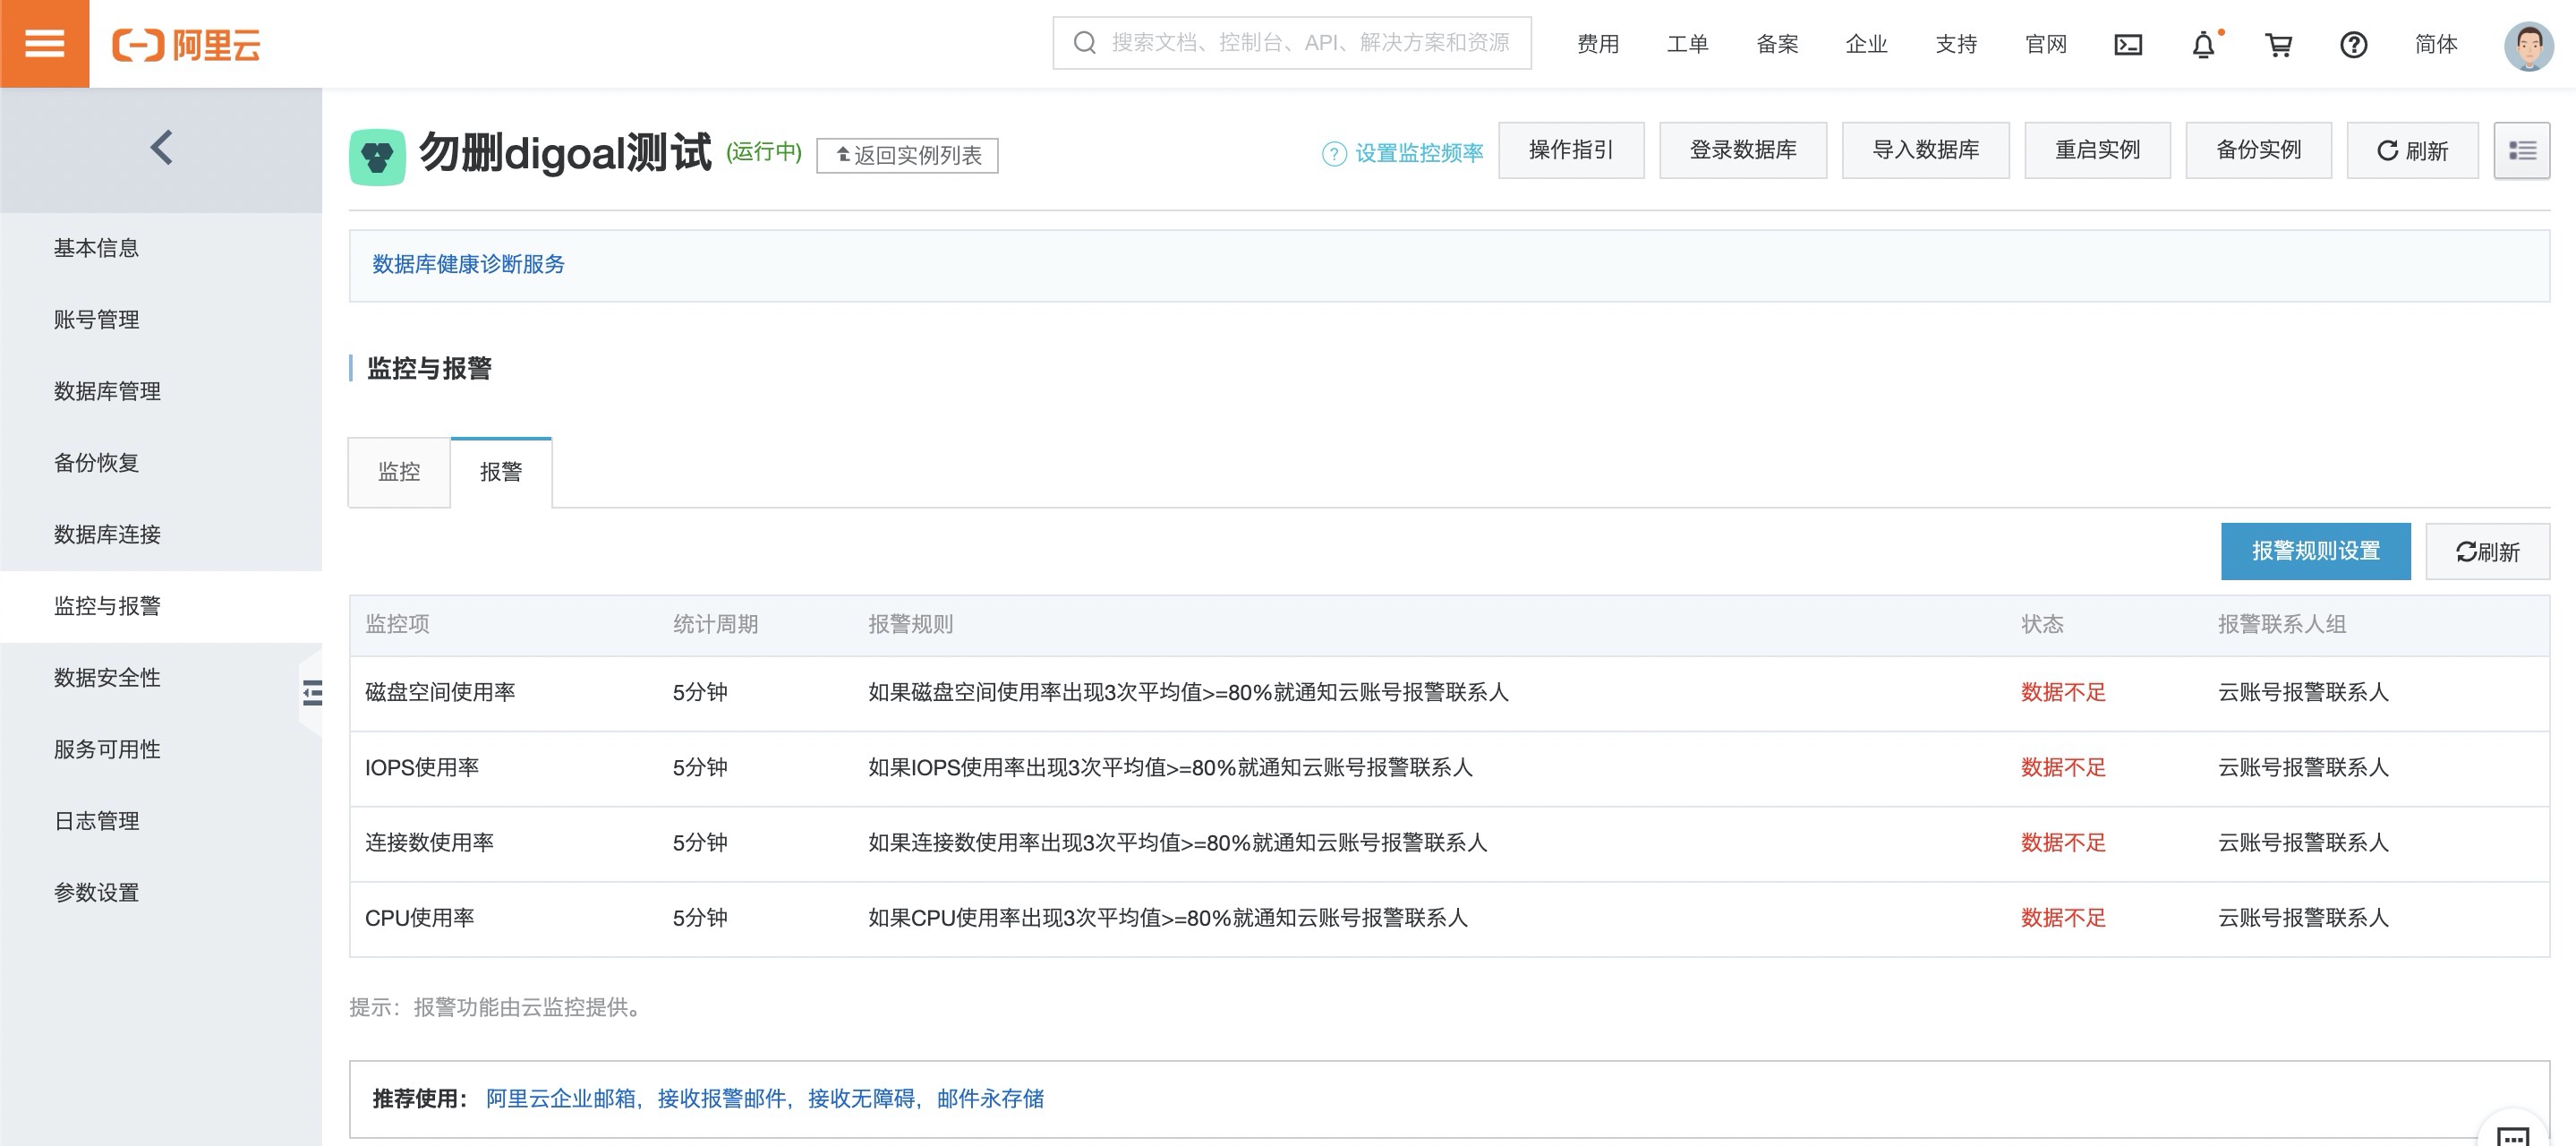 阿里云
搜索文档、控制台、API、解决方案和资源
费用 工单 备案 企业 支持 官网 简体
勿删digoal测试 (运行中) 返回实例列表
设置监控频率 操作指引 登录数据库 导入数据库 重启实例 备份实例 刷新
基本信息
账号管理
数据库管理
备份恢复
数据库连接
监控与报警
数据安全性
服务可用性
日志管理
参数设置
数据库健康诊断服务
监控与报警
监控 报警
报警规则设置 刷新
监控项 统计周期 报警规则 状态 报警联系人组
磁盘空间使用率 5分钟 如果磁盘空间使用率出现3次平均值>=80%就通知云账号报警联系人 数据不足 云账号报警联系人
IOPS使用率 5分钟 如果IOPS使用率出现3次平均值>=80%就通知云账号报警联系人 数据不足 云账号报警联系人
连接数使用率 5分钟 如果连接数使用率出现3次平均值>=80%就通知云账号报警联系人 数据不足 云账号报警联系人
CPU使用率 5分钟 如果CPU使用率出现3次平均值>=80%就通知云账号报警联系人 数据不足 云账号报警联系人
提示：报警功能由云监控提供。
推荐使用： 阿里云企业邮箱，接收报警邮件，接收无障碍，邮件永存储